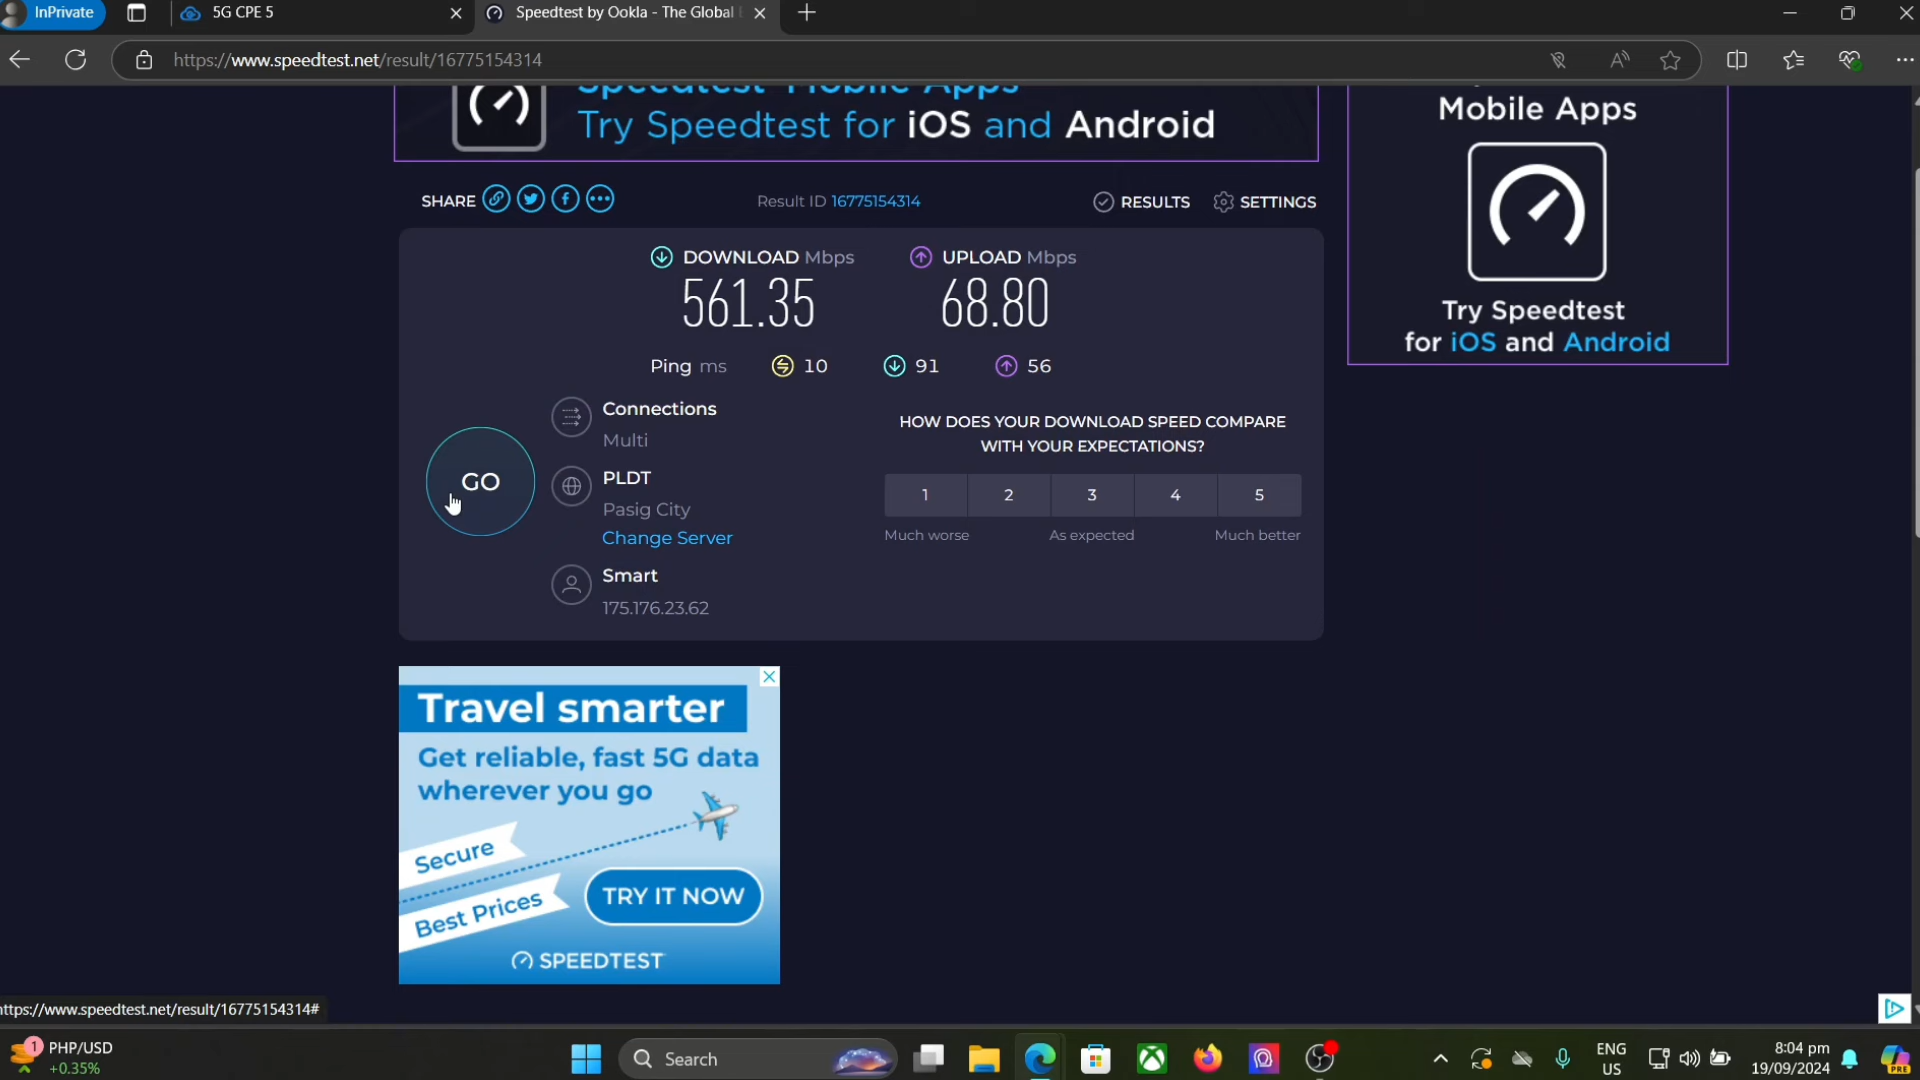 InPrivate
5G CPE 5
Speedtest by Ookla - The Global
https://www.speedtest.net/result/16775154314
Speedtest Mobile Apps
Try Speedtest for iOS and Android
Mobile Apps
Try Speedtest
for iOS and Android
SHARE
Result ID 16775154314
RESULTS
SETTINGS
DOWNLOAD Mbps
561.35
UPLOAD Mbps
68.80
Ping ms
10
91
56
GO
Connections
Multi
PLDT
Pasig City
Change Server
Smart
175.176.23.62
HOW DOES YOUR DOWNLOAD SPEED COMPARE
WITH YOUR EXPECTATIONS?
1 2 3 4 5
Much worse As expected Much better
Travel smarter
Get reliable, fast 5G data
wherever you go
Secure
Best Prices
TRY IT NOW
SPEEDTEST
ttps://www.speedtest.net/result/16775154314#
1
PHP/USD
+0.35%
Search
ENG
US
8:04 pm
19/09/2024
PRE